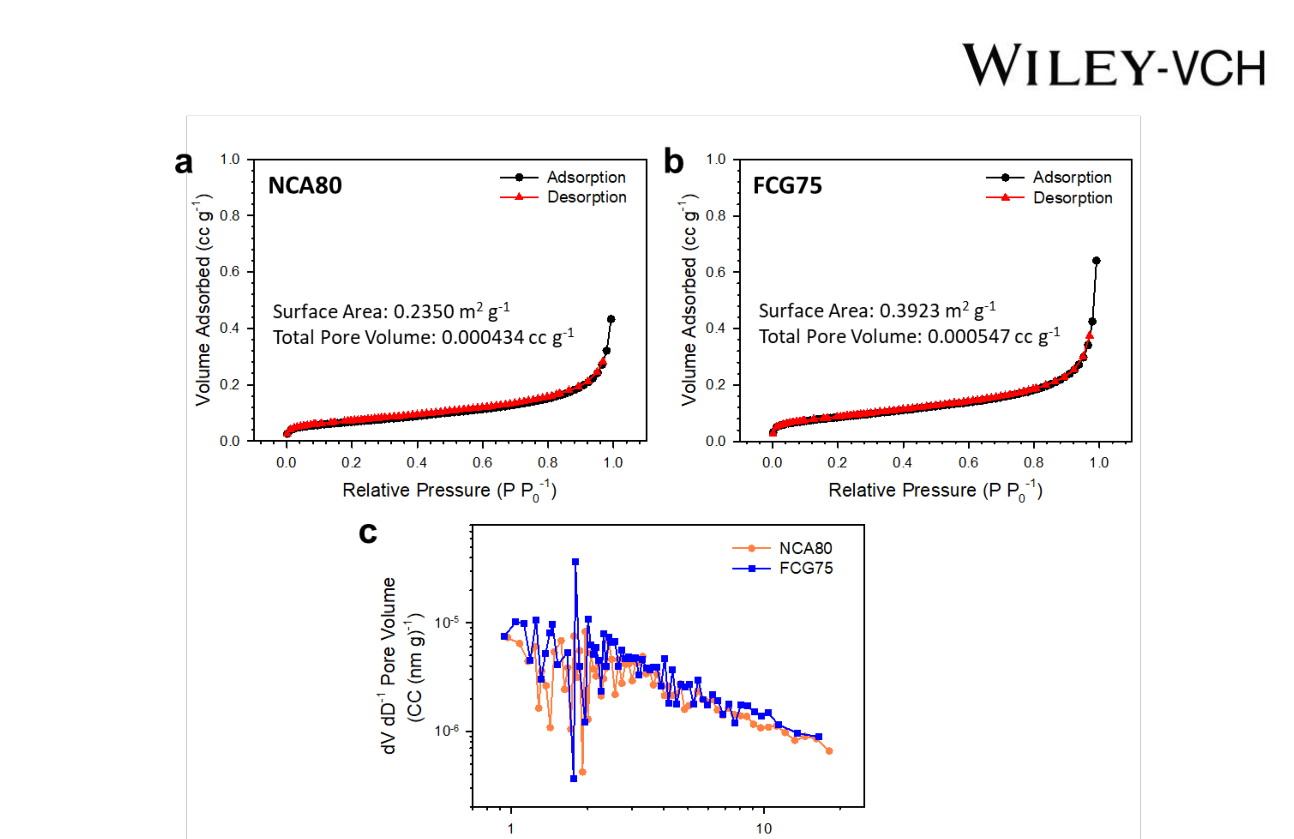 WILEY-VCH
a
NCA80
Adsorption
Desorption
Surface Area: 0.2350 m² g⁻¹
Total Pore Volume: 0.000434 cc g⁻¹
Volume Adsorbed (cc g⁻¹)
1.0
0.8
0.6
0.4
0.2
0.0
0.0 0.2 0.4 0.6 0.8 1.0
Relative Pressure (P P₀⁻¹)
b
FCG75
Adsorption
Desorption
Surface Area: 0.3923 m² g⁻¹
Total Pore Volume: 0.000547 cc g⁻¹
Volume Adsorbed (cc g⁻¹)
1.0
0.8
0.6
0.4
0.2
0.0
0.0 0.2 0.4 0.6 0.8 1.0
Relative Pressure (P P₀⁻¹)
c
NCA80
FCG75
dV dD⁻¹ Pore Volume
(CC (nm g)⁻¹)
10⁻⁵
10⁻⁶
1 10